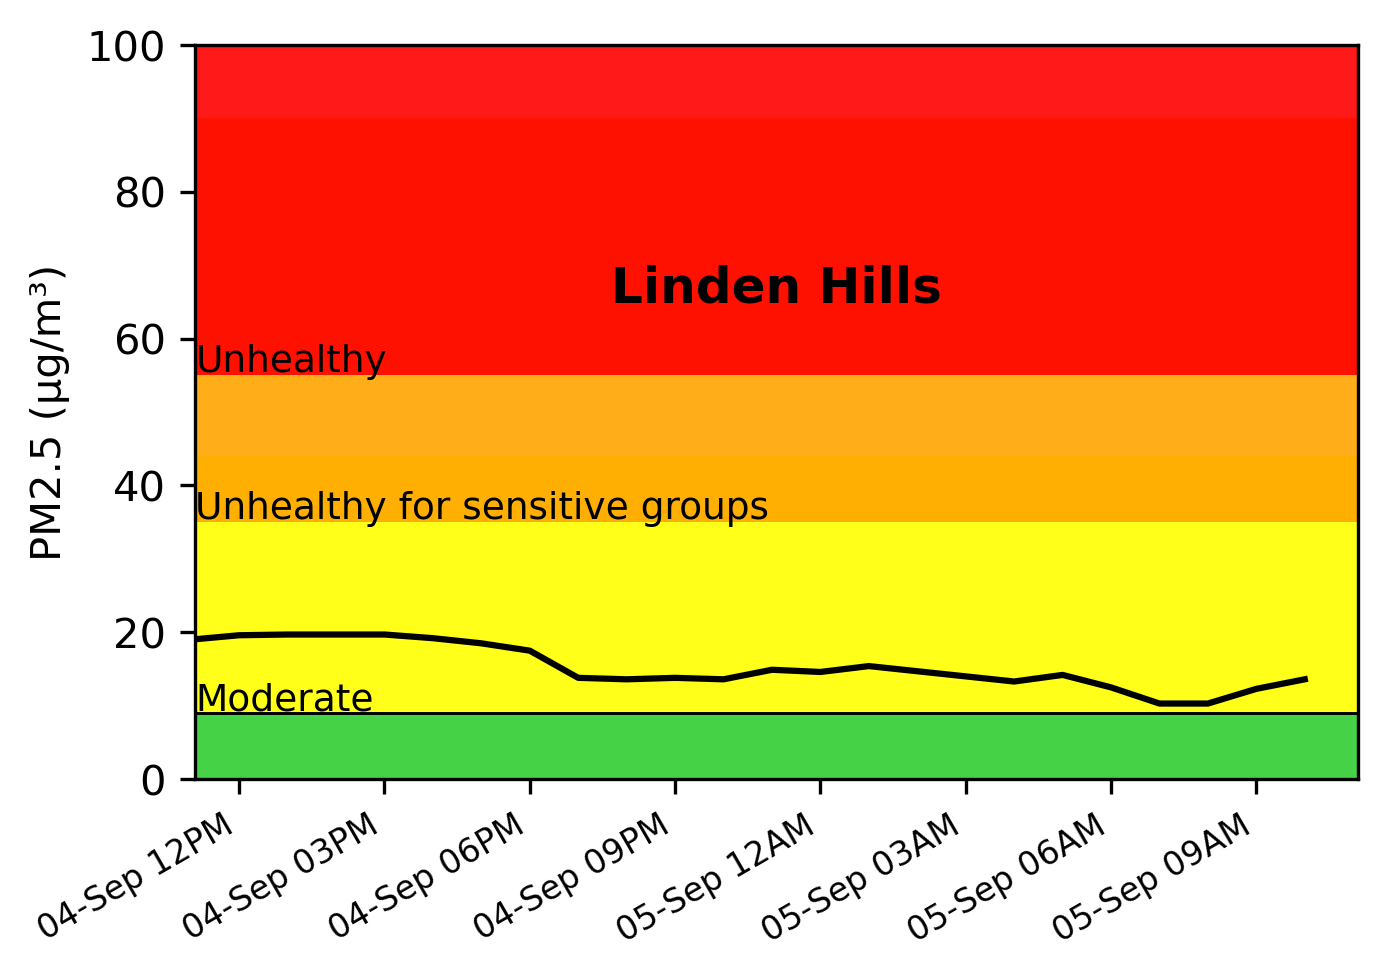 100
80
60
40
20
0
PM2.5 (µg/m³)
Linden Hills
Unhealthy
Unhealthy for sensitive groups
Moderate
04-Sep 12PM
04-Sep 03PM
04-Sep 06PM
04-Sep 09PM
05-Sep 12AM
05-Sep 03AM
05-Sep 06AM
05-Sep 09AM